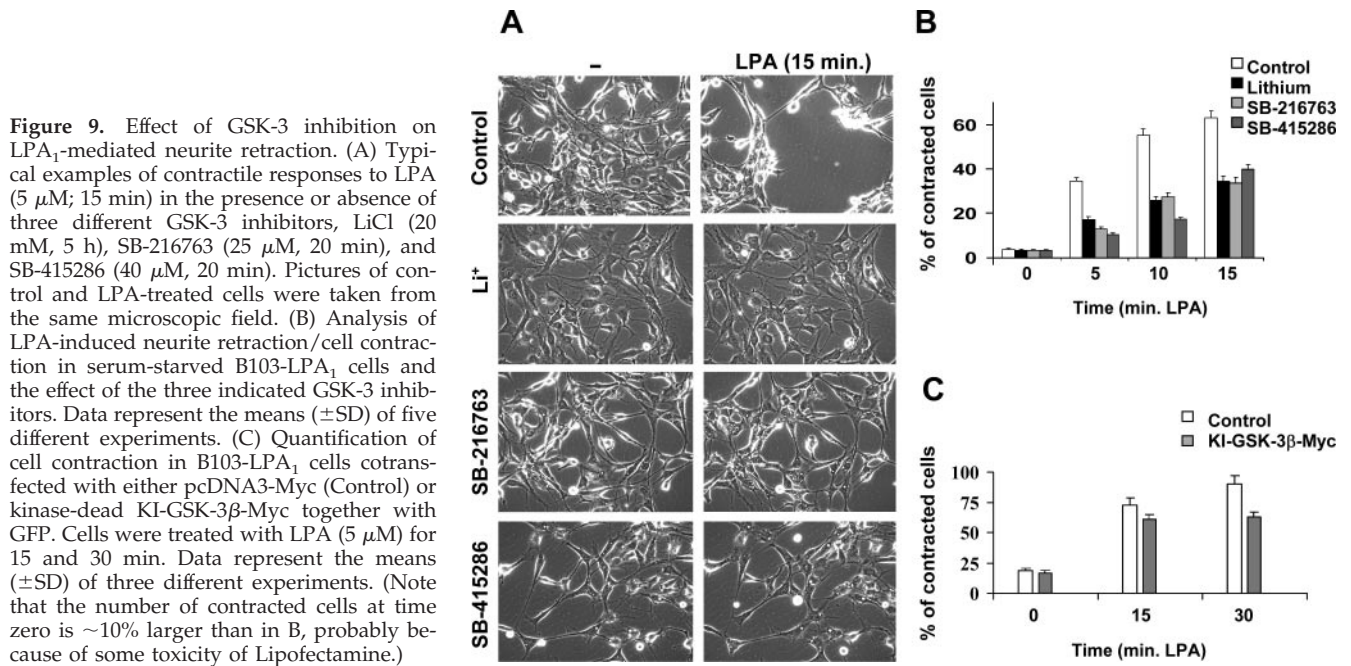 Figure 9. Effect of GSK-3 inhibition on
LPA₁-mediated neurite retraction. (A) Typi-
cal examples of contractile responses to LPA
(5 μM; 15 min) in the presence or absence of
three different GSK-3 inhibitors, LiCl (20
mM, 5 h), SB-216763 (25 μM, 20 min), and
SB-415286 (40 μM, 20 min). Pictures of con-
trol and LPA-treated cells were taken from
the same microscopic field. (B) Analysis of
LPA-induced neurite retraction/cell contrac-
tion in serum-starved B103-LPA₁ cells and
the effect of the three indicated GSK-3 inhib-
itors. Data represent the means (±SD) of five
different experiments. (C) Quantification of
cell contraction in B103-LPA₁ cells cotrans-
fected with either pcDNA3-Myc (Control) or
kinase-dead KI-GSK-3β-Myc together with
GFP. Cells were treated with LPA (5 μM) for
15 and 30 min. Data represent the means
(±SD) of three different experiments. (Note
that the number of contracted cells at time
zero is ~10% larger than in B, probably be-
cause of some toxicity of Lipofectamine.)
A
–
LPA (15 min.)
Control
Li⁺
SB-216763
SB-415286
B
Control
Lithium
SB-216763
SB-415286
% of contracted cells
60
40
20
0
0 5 10 15
Time (min. LPA)
C
Control
KI-GSK-3β-Myc
% of contracted cells
100
75
50
25
0
0 15 30
Time (min. LPA)